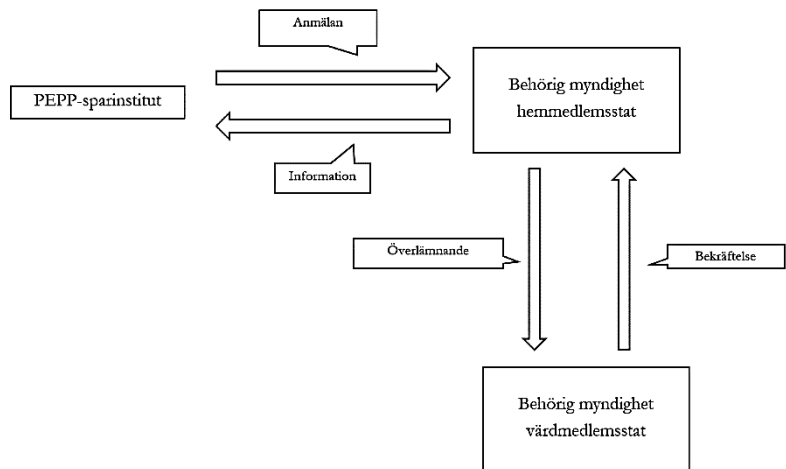 Anmälan
PEPP-sparinstitut
Behörig myndighet
hemmedlemsstat
Information
Överlämnande
Bekräftelse
Behörig myndighet
värdmedlemsstat